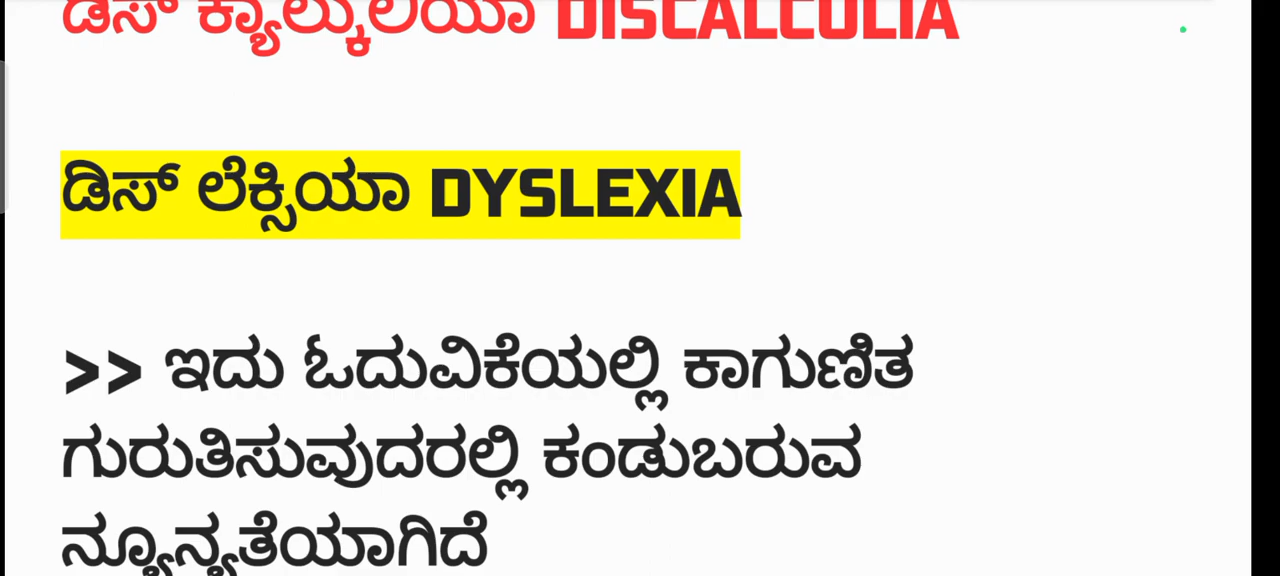 ಡಿಸ್ ಕ್ಯಾಲ್ಕುಲಿಯಾ DISCALCULIA
ಡಿಸ್ ಲೆಕ್ಸಿಯಾ DYSLEXIA
>> ಇದು ಓದುವಿಕೆಯಲ್ಲಿ ಕಾಗುಣಿತ
ಗುರುತಿಸುವುದರಲ್ಲಿ ಕಂಡುಬರುವ
ನ್ಯೂನ್ಯತೆಯಾಗಿದೆ